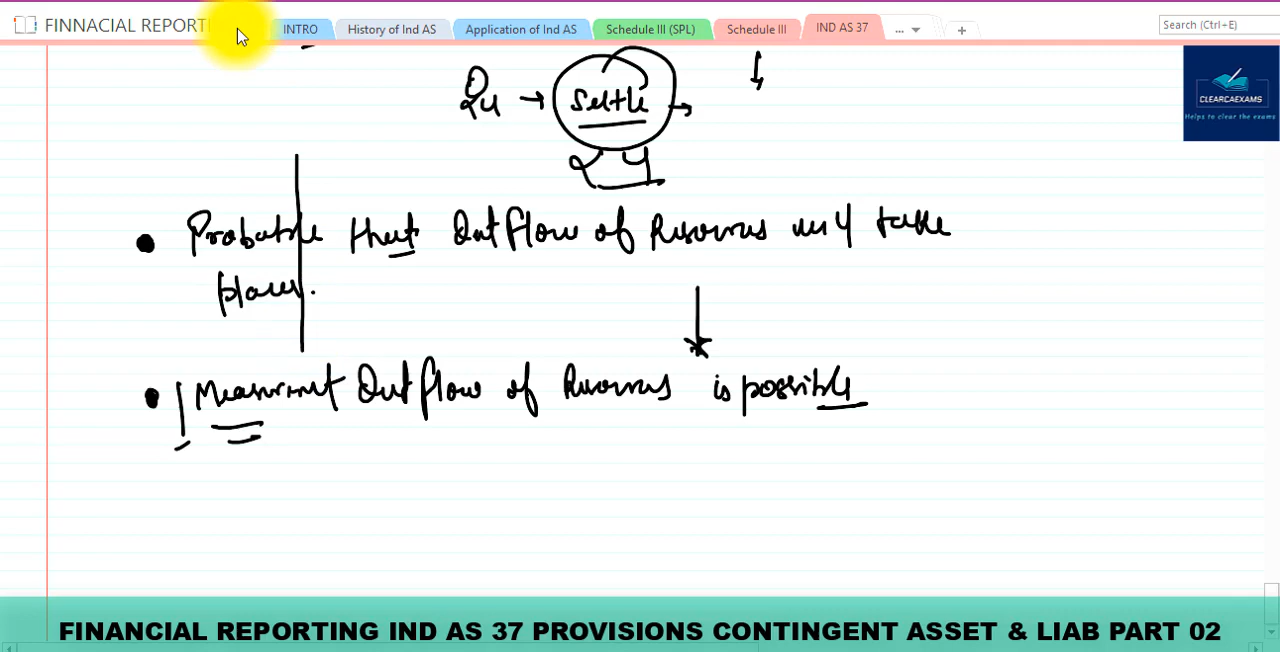 FINNACIAL REPORTI
INTRO
History of Ind AS
Application of Ind AS
Schedule III (SPL)
Schedule III
IND AS 37
...
Search (Ctrl+E)
CLEARCAEXAMS
Helps to clear the exams
Settle
Probable that Outflow of Resources will take
place.
Measurement Outflow of Resources is possible
FINANCIAL REPORTING IND AS 37 PROVISIONS CONTINGENT ASSET & LIAB PART 02